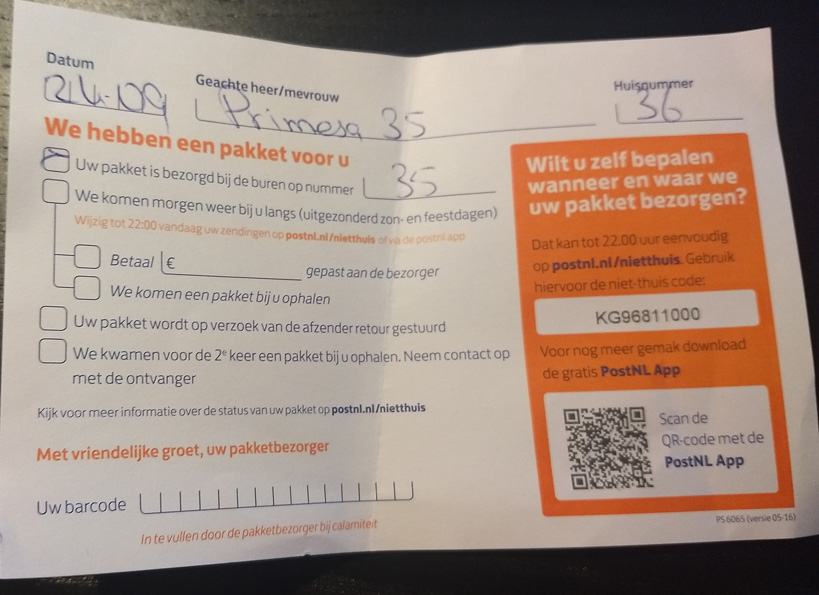 Datum
24-09
Geachte heer/mevrouw
Primesa 35
Huisnummer
36
We hebben een pakket voor u
Uw pakket is bezorgd bij de buren op nummer 35
We komen morgen weer bij u langs (uitgezonderd zon- en feestdagen)
Wijzig tot 22:00 vandaag uw zendingen op postnl.nl/nietthuis of via de postnl app
Betaal € gepast aan de bezorger
We komen een pakket bij u ophalen
Uw pakket wordt op verzoek van de afzender retour gestuurd
We kwamen voor de 2e keer een pakket bij u ophalen. Neem contact op
met de ontvanger
Kijk voor meer informatie over de status van uw pakket op postnl.nl/nietthuis
Met vriendelijke groet, uw pakketbezorger
Uw barcode
In te vullen door de pakketbezorger bij calamiteit
Wilt u zelf bepalen
wanneer en waar we
uw pakket bezorgen?
Dat kan tot 22.00 uur eenvoudig
op postnl.nl/nietthuis. Gebruik
hiervoor de niet-thuis code:
KG96811000
Voor nog meer gemak download
de gratis PostNL App
Scan de
QR-code met de
PostNL App
PS 6065 (versie 05-16)